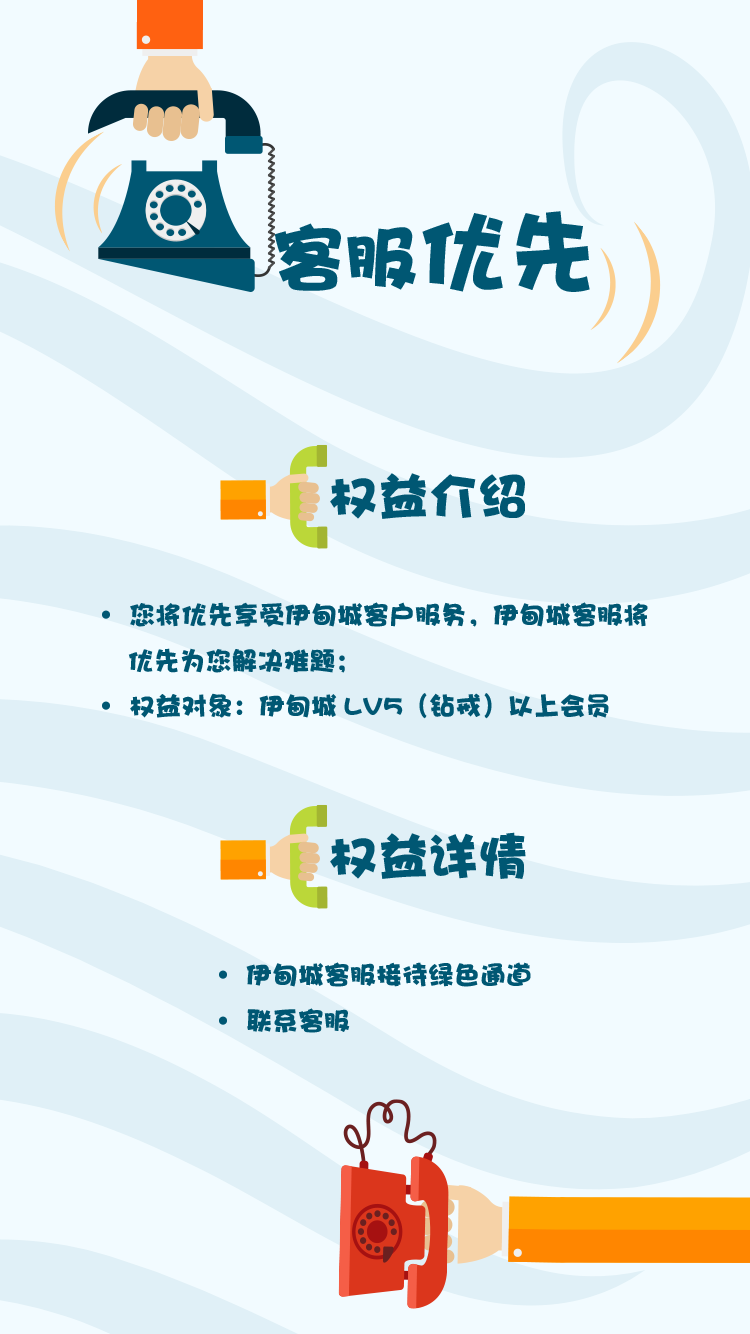 客服优先
权益介绍
• 您将优先享受伊甸城客户服务，伊甸城客服将
优先为您解决难题；
• 权益对象：伊甸城 LV5（钻戒）以上会员
权益详情
• 伊甸城客服接待绿色通道
• 联系客服